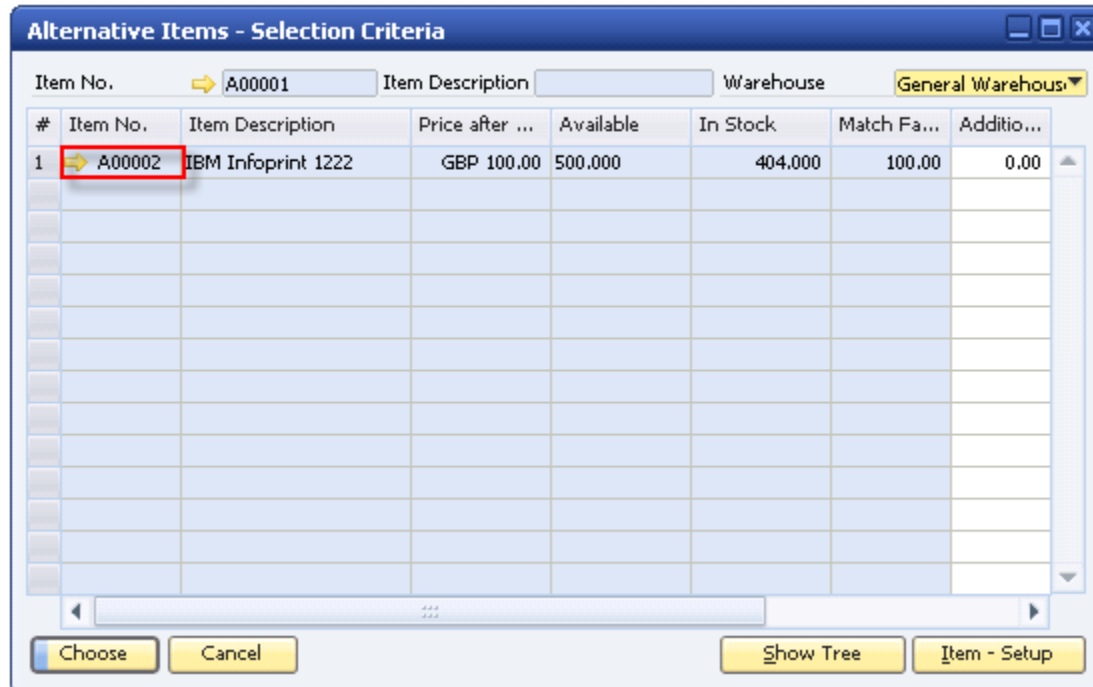 Alternative Items - Selection Criteria
Item No. A00001 Item Description Warehouse General Warehous
# Item No. Item Description Price after ... Available In Stock Match Fa... Additio...
1 A00002 IBM Infoprint 1222 GBP 100.00 500.000 404.000 100.00 0.00
Choose Cancel Show Tree Item - Setup